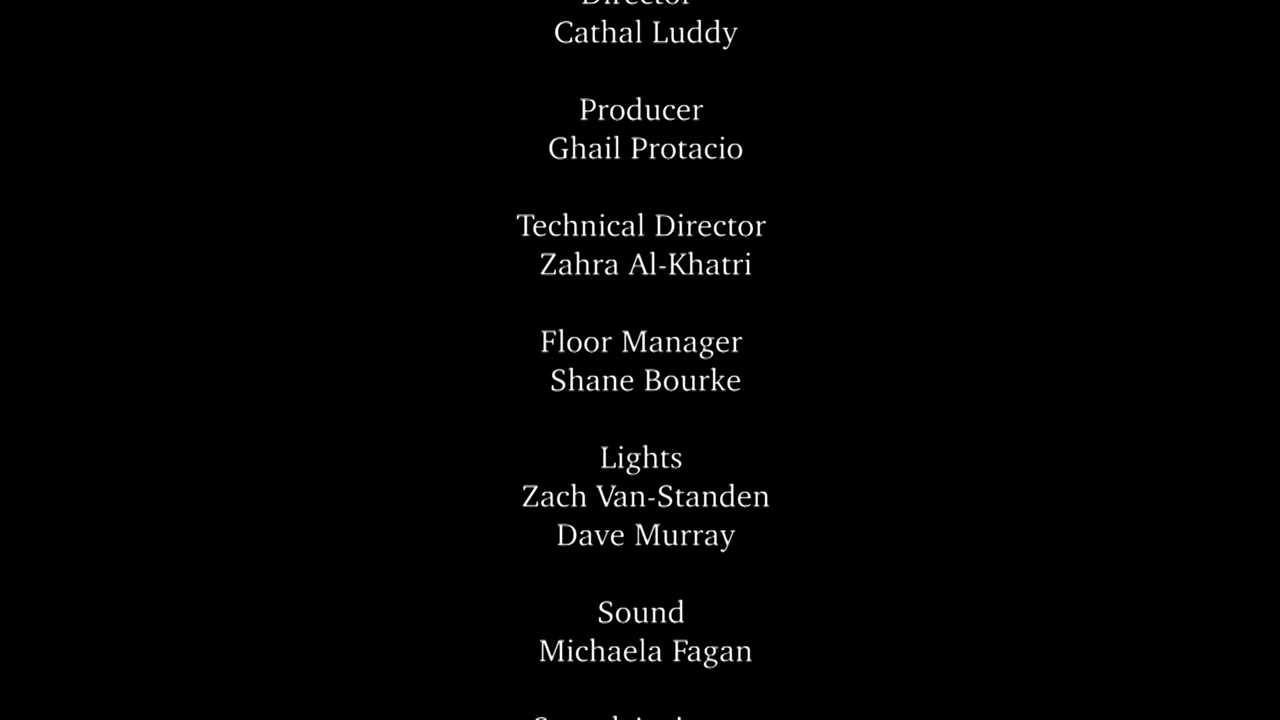 Director
Cathal Luddy
Producer
Ghail Protacio
Technical Director
Zahra Al-Khatri
Floor Manager
Shane Bourke
Lights
Zach Van-Standen
Dave Murray
Sound
Michaela Fagan